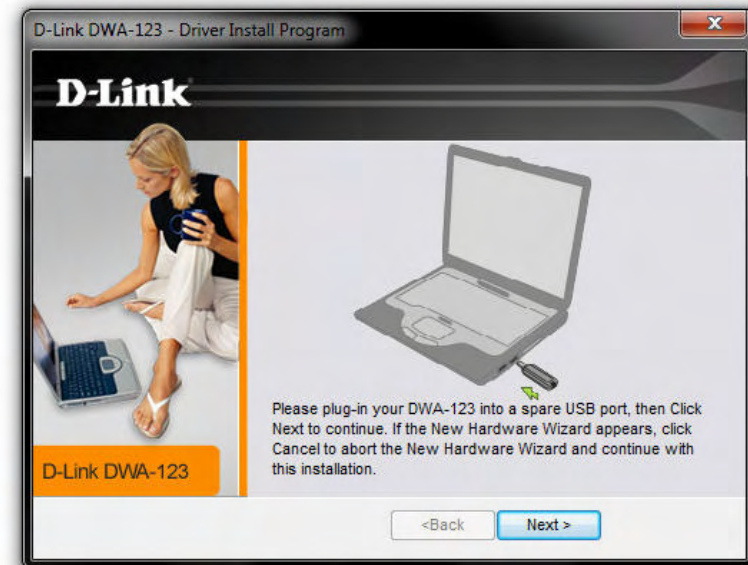 D-Link DWA-123 - Driver Install Program
D-Link
Please plug-in your DWA-123 into a spare USB port, then Click
Next to continue. If the New Hardware Wizard appears, click
Cancel to abort the New Hardware Wizard and continue with
this installation.
D-Link DWA-123
<Back
Next >